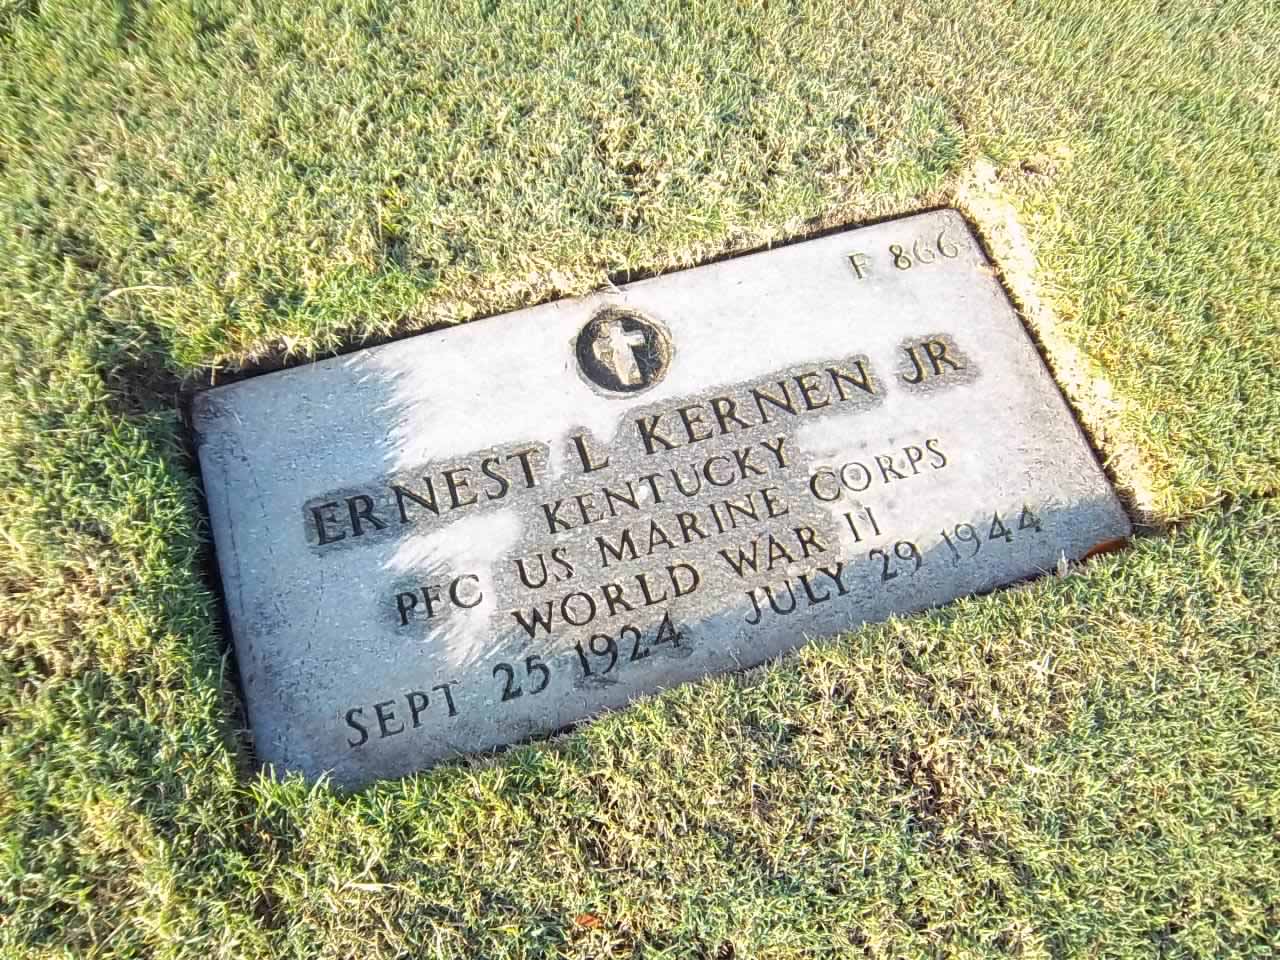 F 866
ERNEST L KERNEN JR
KENTUCKY
PFC US MARINE CORPS
WORLD WAR II
SEPT 25 1924 JULY 29 1944